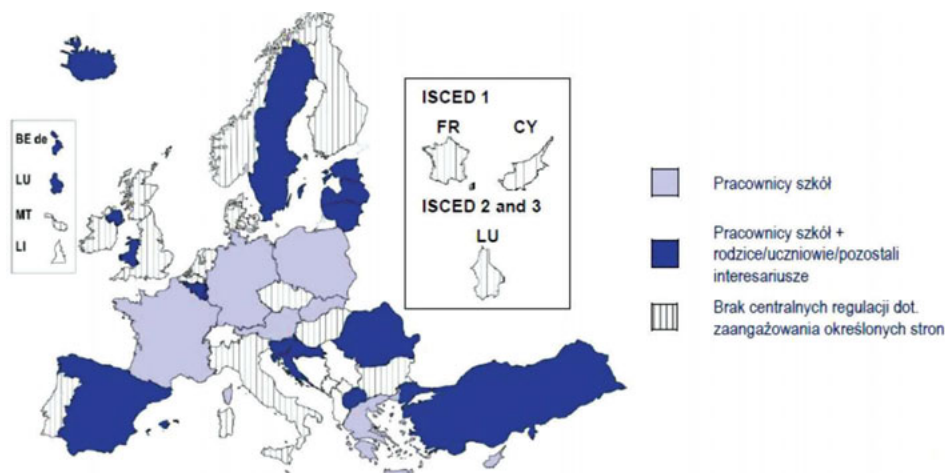 BE de
LU
MT
LI
ISCED 1
FR CY
ISCED 2 and 3
LU
Pracownicy szkół
Pracownicy szkół +
rodzice/uczniowie/pozostali
interesariusze
Brak centralnych regulacji dot.
zaangażowania określonych stron